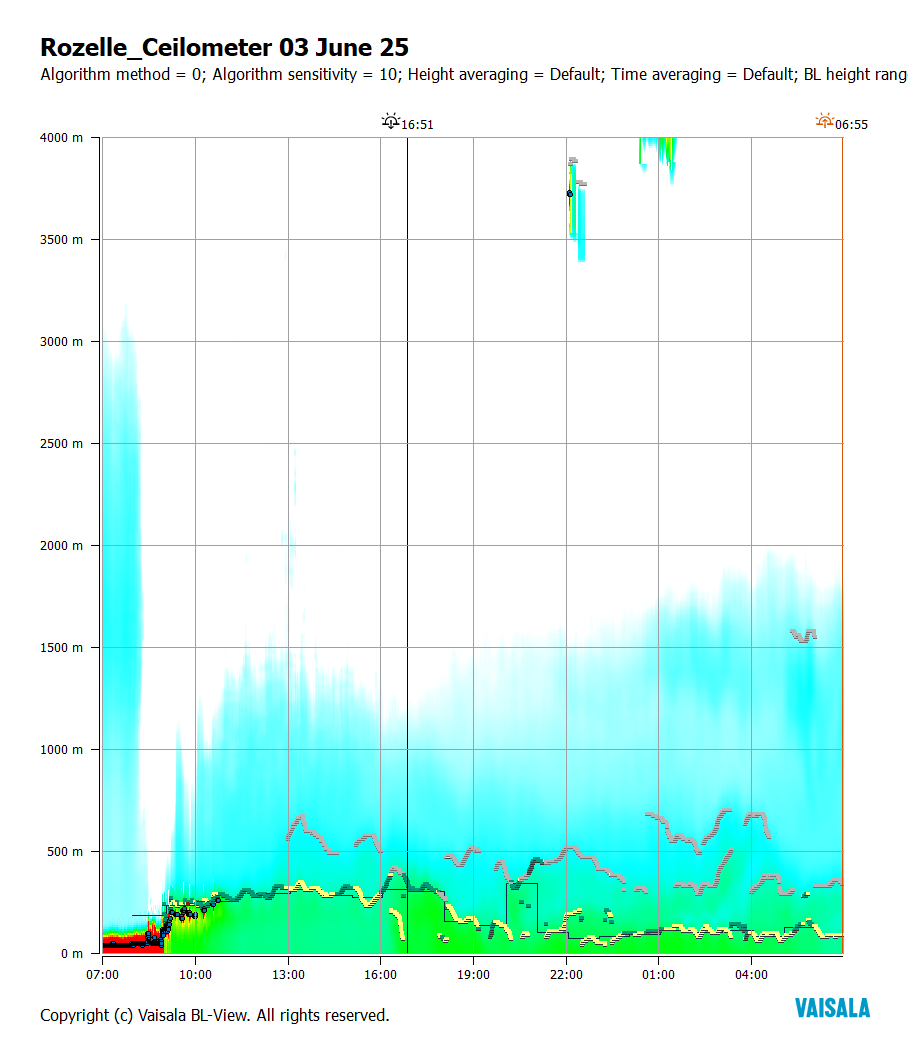 Rozelle_Ceilometer 03 June 25
Algorithm method = 0; Algorithm sensitivity = 10; Height averaging = Default; Time averaging = Default; BL height rang
16:51
06:55
4000 m
3500 m
3000 m
2500 m
2000 m
1500 m
1000 m
500 m
0 m
07:00 10:00 13:00 16:00 19:00 22:00 01:00 04:00
Copyright (c) Vaisala BL-View. All rights reserved.
VAISALA